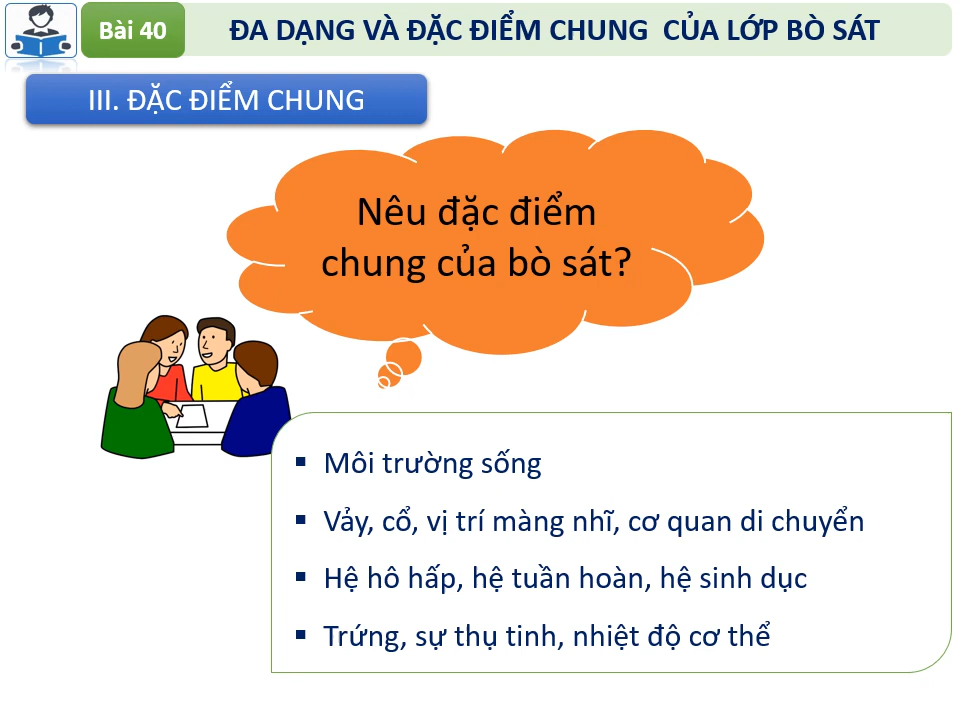 Bài 40
ĐA DẠNG VÀ ĐẶC ĐIỂM CHUNG CỦA LỚP BÒ SÁT
III. ĐẶC ĐIỂM CHUNG
Nêu đặc điểm
chung của bò sát?
▪ Môi trường sống
▪ Vảy, cổ, vị trí màng nhĩ, cơ quan di chuyển
▪ Hệ hô hấp, hệ tuần hoàn, hệ sinh dục
▪ Trứng, sự thụ tinh, nhiệt độ cơ thể